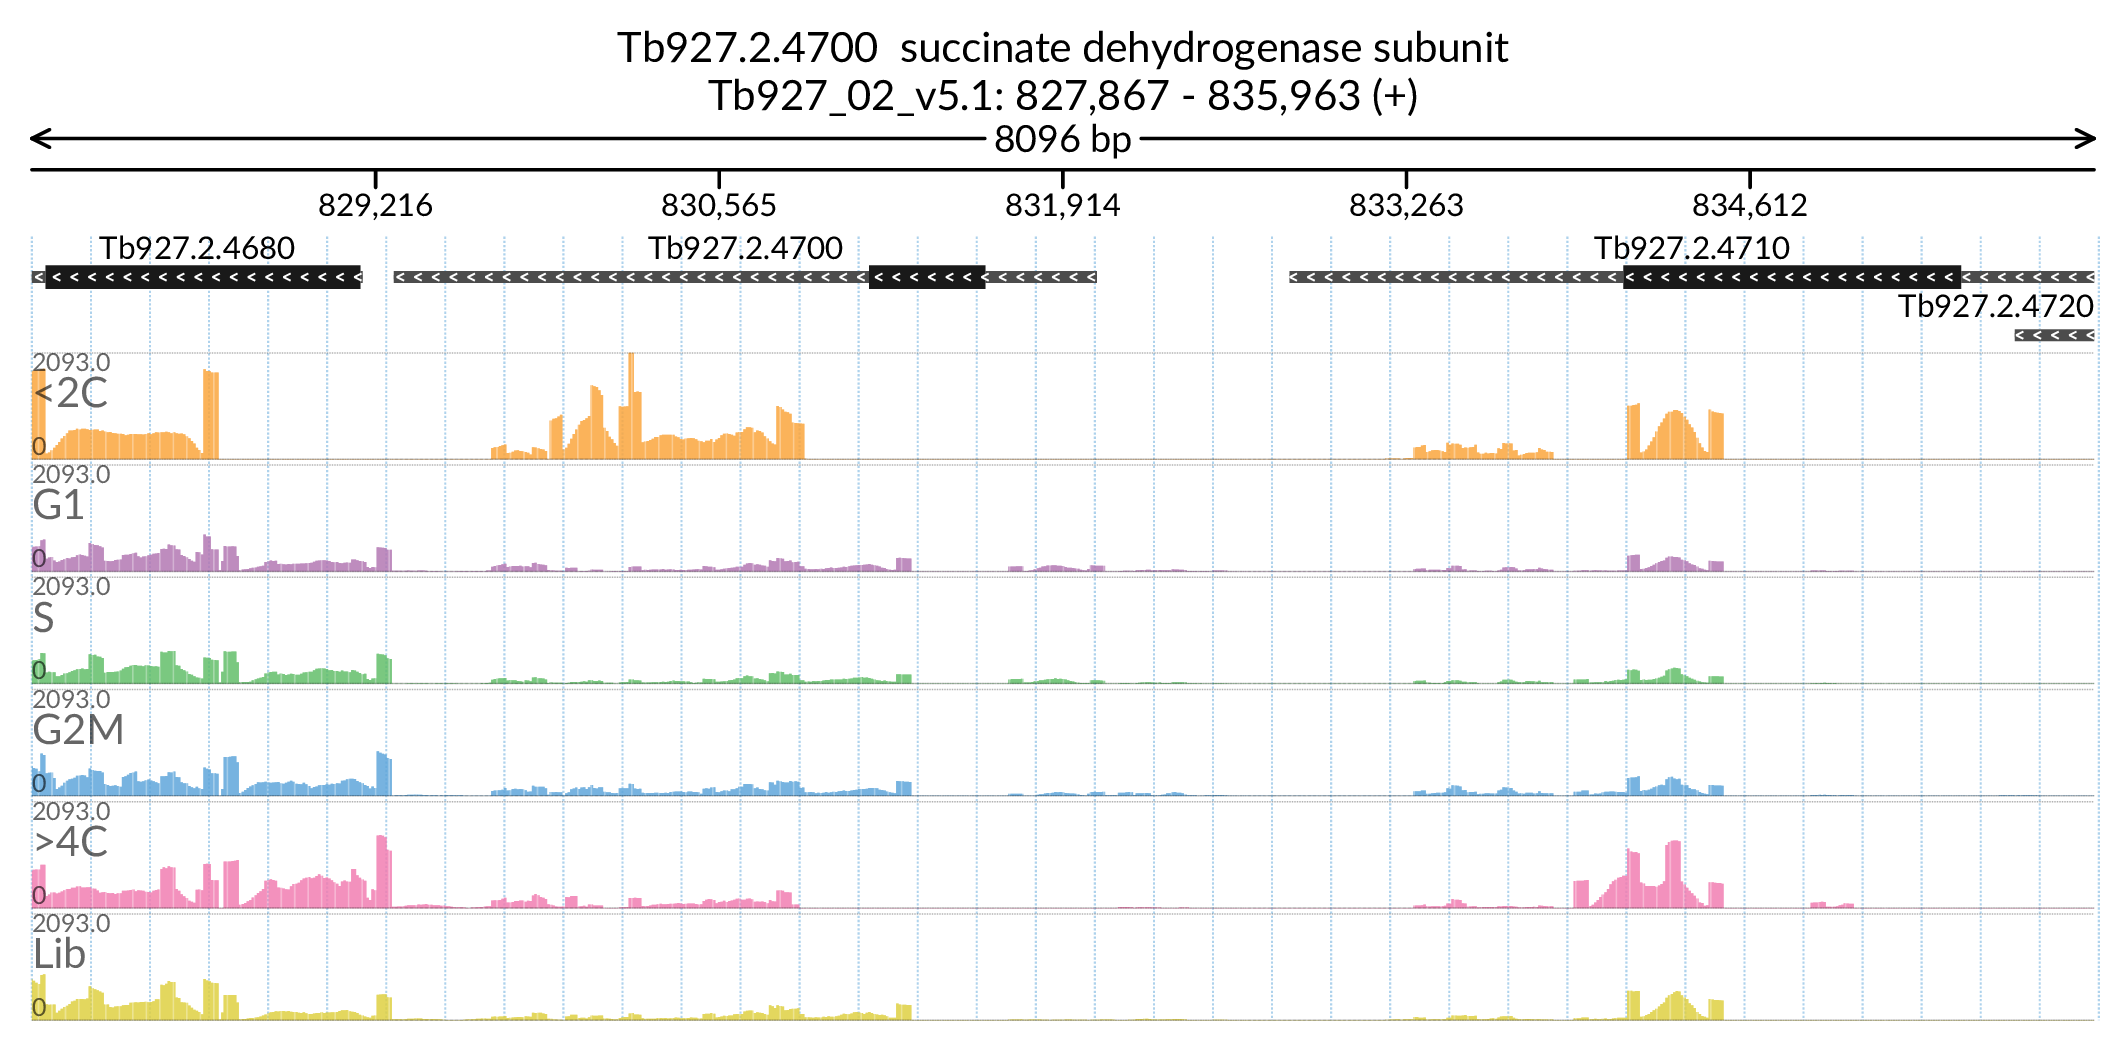 Tb927.2.4700  succinate dehydrogenase subunit
Tb927_02_v5.1: 827,867 - 835,963 (+)
8096 bp
829,216 830,565 831,914 833,263 834,612
Tb927.2.4680 Tb927.2.4700 Tb927.2.4710
Tb927.2.4720
2093.0
<2C
0
2093.0
G1
0
2093.0
S
0
2093.0
G2M
0
2093.0
>4C
0
2093.0
Lib
0